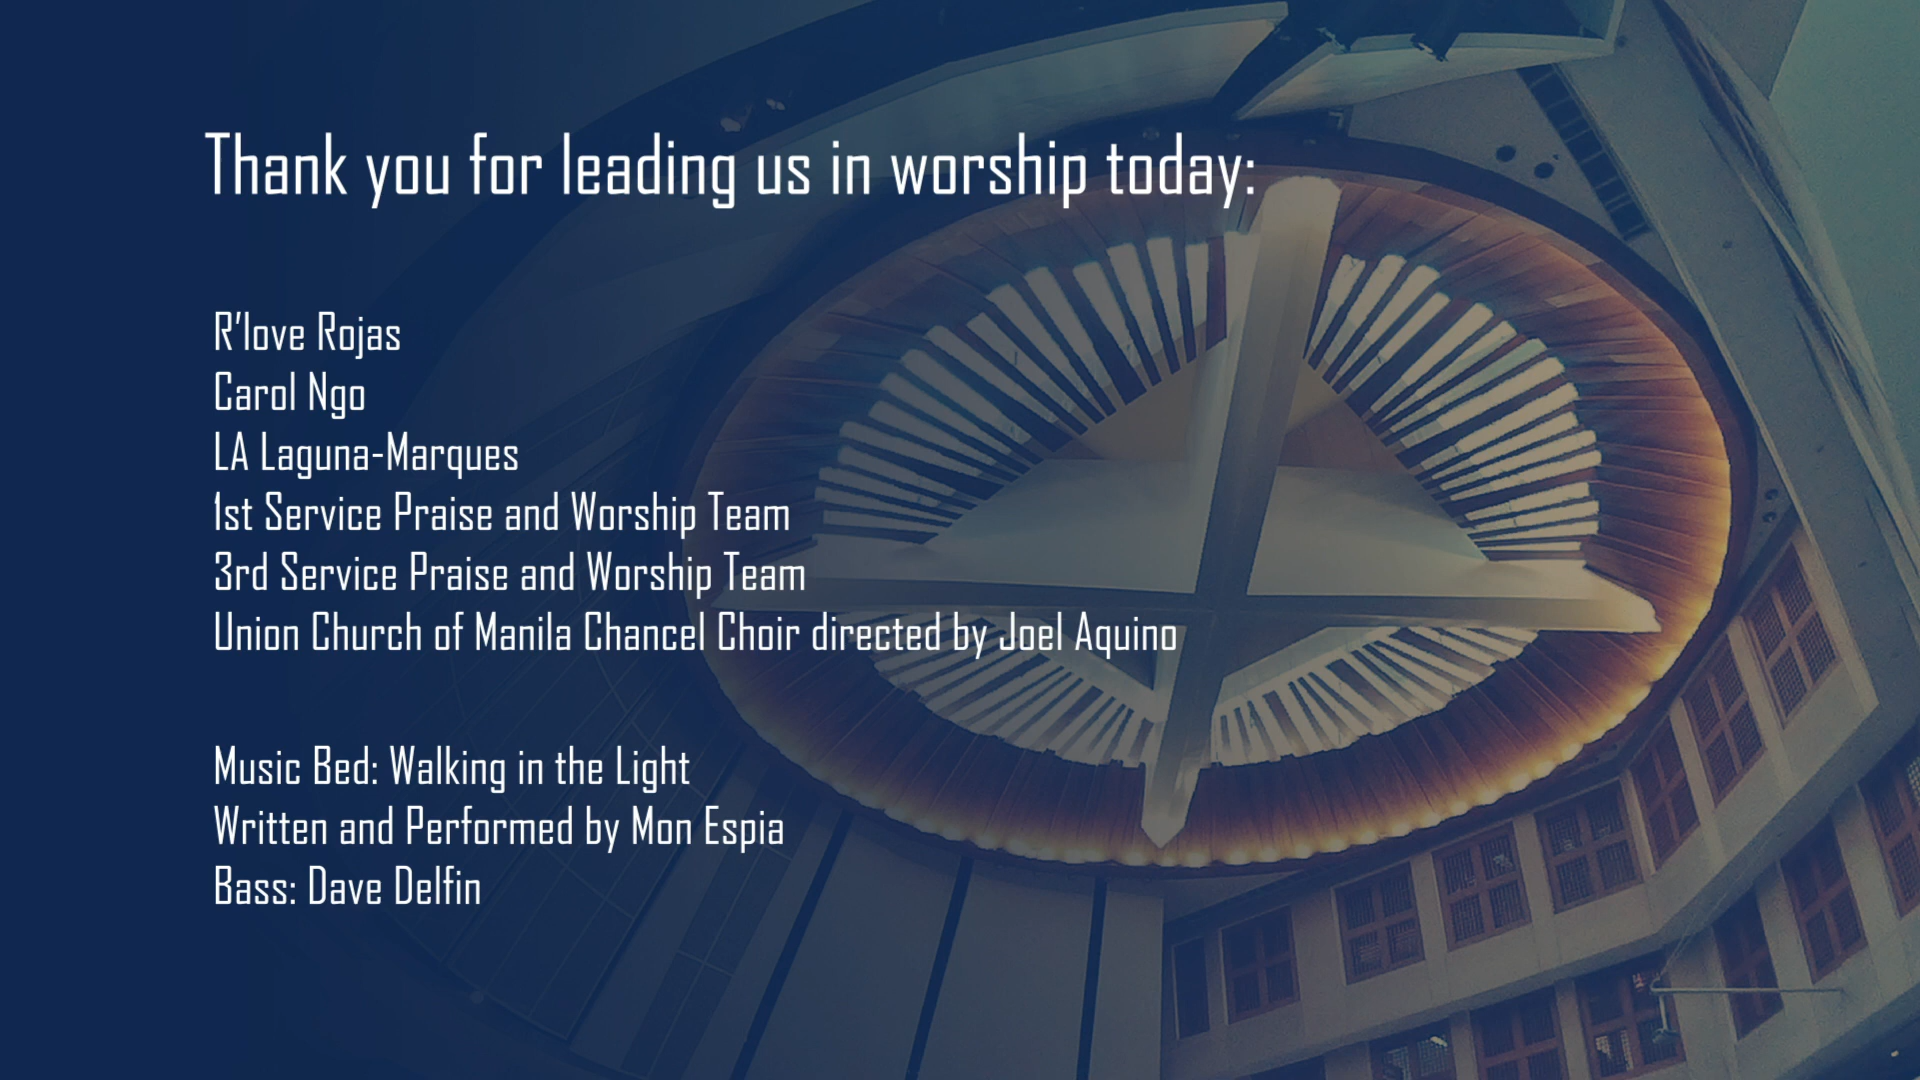 Thank you for leading us in worship today:
R’love Rojas
Carol Ngo
LA Laguna-Marques
1st Service Praise and Worship Team
3rd Service Praise and Worship Team
Union Church of Manila Chancel Choir directed by Joel Aquino
Music Bed: Walking in the Light
Written and Performed by Mon Espia
Bass: Dave Delfin